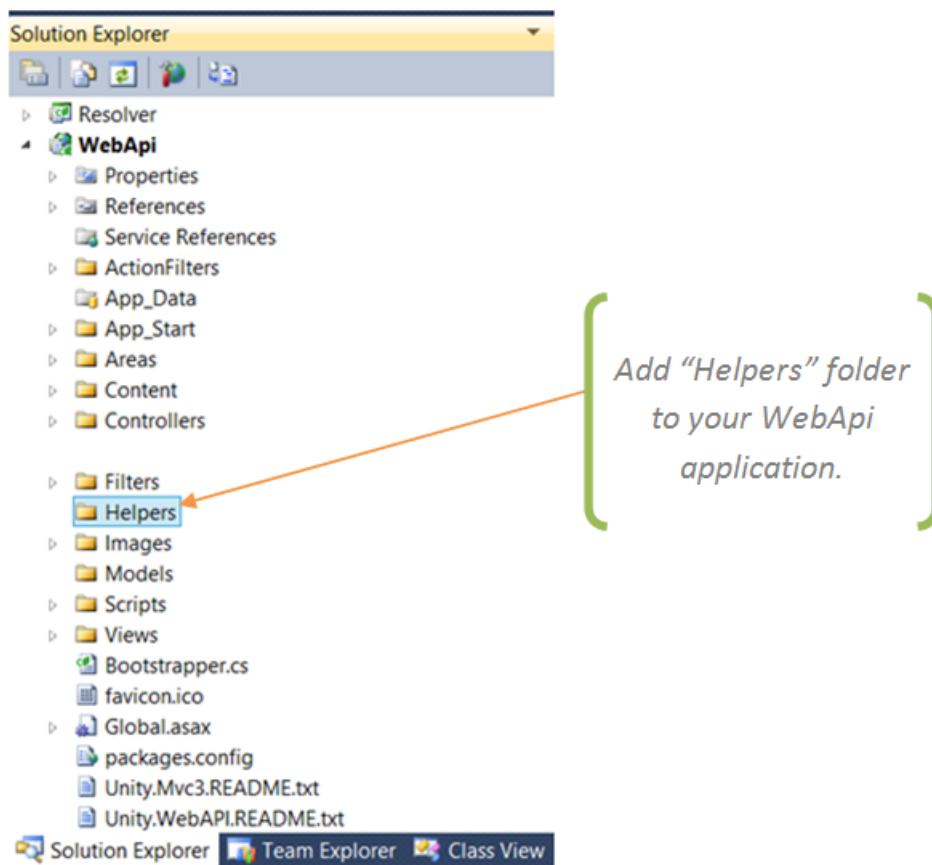 Solution Explorer
Resolver
WebApi
Properties
References
Service References
ActionFilters
App_Data
App_Start
Areas
Content
Controllers
Filters
Helpers
Images
Models
Scripts
Views
Bootstrapper.cs
favicon.ico
Global.asax
packages.config
Unity.Mvc3.README.txt
Unity.WebAPI.README.txt
Solution Explorer Team Explorer Class View
Add “Helpers” folder
to your WebApi
application.